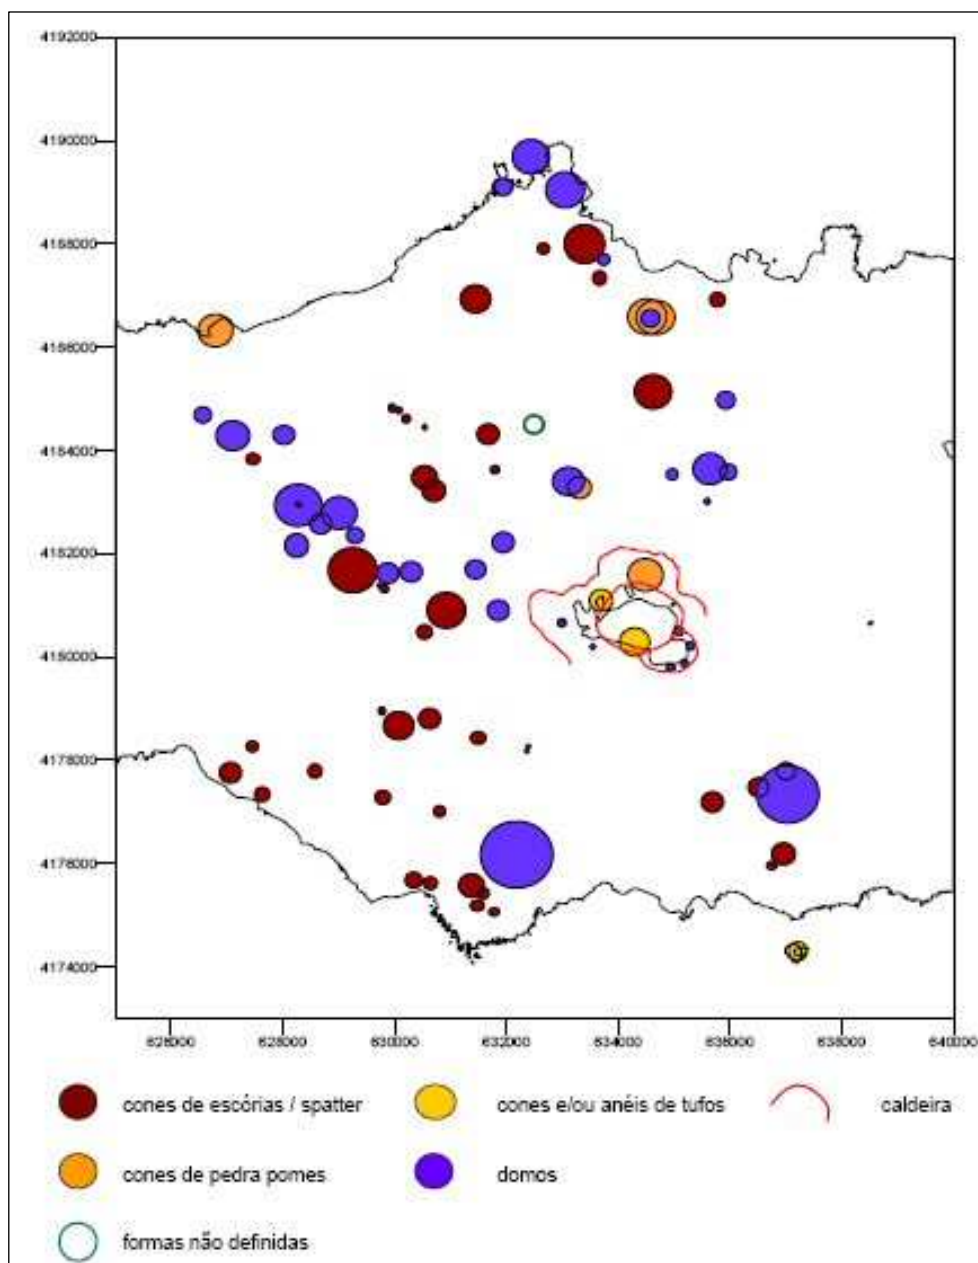 4192000
4190000
4188000
4186000
4184000
4182000
4180000
4178000
4176000
4174000
626000 628000 630000 632000 634000 636000 638000 640000
cones de escórias / spatter cones e/ou anéis de tufos caldeira
cones de pedra pomes domos
formas não definidas